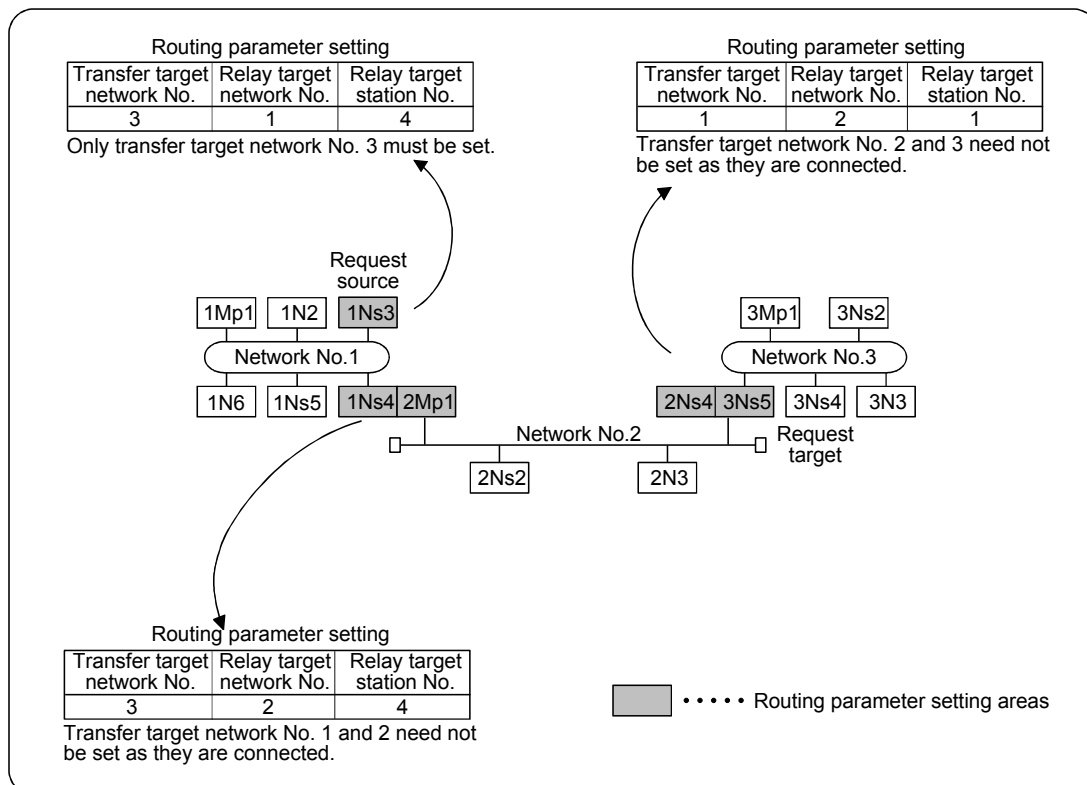 Routing parameter setting
Transfer target network No. Relay target network No. Relay target station No.
3 1 4
Only transfer target network No. 3 must be set.
Routing parameter setting
Transfer target network No. Relay target network No. Relay target station No.
1 2 1
Transfer target network No. 2 and 3 need not
be set as they are connected.
Request
source
1Mp1 1N2 1Ns3
Network No.1
1N6 1Ns5 1Ns4 2Mp1
3Mp1 3Ns2
Network No.3
2Ns4 3Ns5 3Ns4 3N3
Network No.2
Request
target
2Ns2 2N3
Routing parameter setting
Transfer target network No. Relay target network No. Relay target station No.
3 2 4
Transfer target network No. 1 and 2 need not
be set as they are connected.
• • • • • Routing parameter setting areas